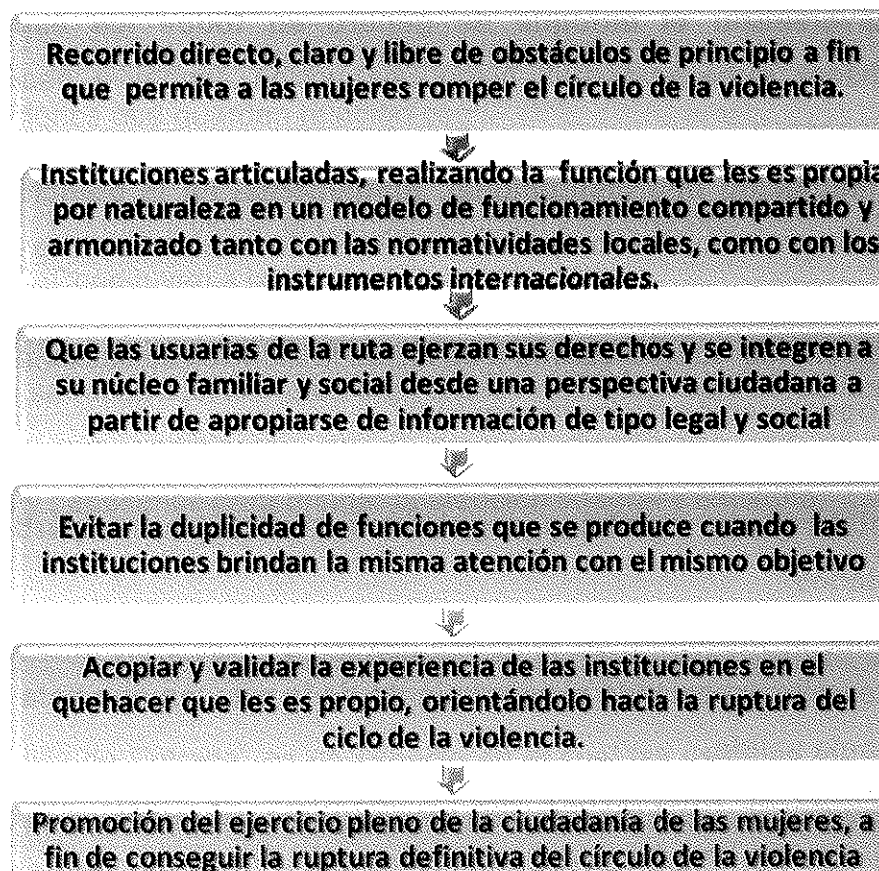 Recorrido directo, claro y libre de obstáculos de principio a fin
que permita a las mujeres romper el círculo de la violencia.
Instituciones articuladas, realizando la función que les es propia
por naturaleza en un modelo de funcionamiento compartido y
armonizado tanto con las normatividades locales, como con los
instrumentos internacionales.
Que las usuarias de la ruta ejerzan sus derechos y se integren a
su núcleo familiar y social desde una perspectiva ciudadana a
partir de apropiarse de información de tipo legal y social
Evitar la duplicidad de funciones que se produce cuando las
instituciones brindan la misma atención con el mismo objetivo
Acopiar y validar la experiencia de las instituciones en el
quehacer que les es propio, orientándolo hacia la ruptura del
ciclo de la violencia.
Promoción del ejercicio pleno de la ciudadanía de las mujeres, a
fin de conseguir la ruptura definitiva del círculo de la violencia